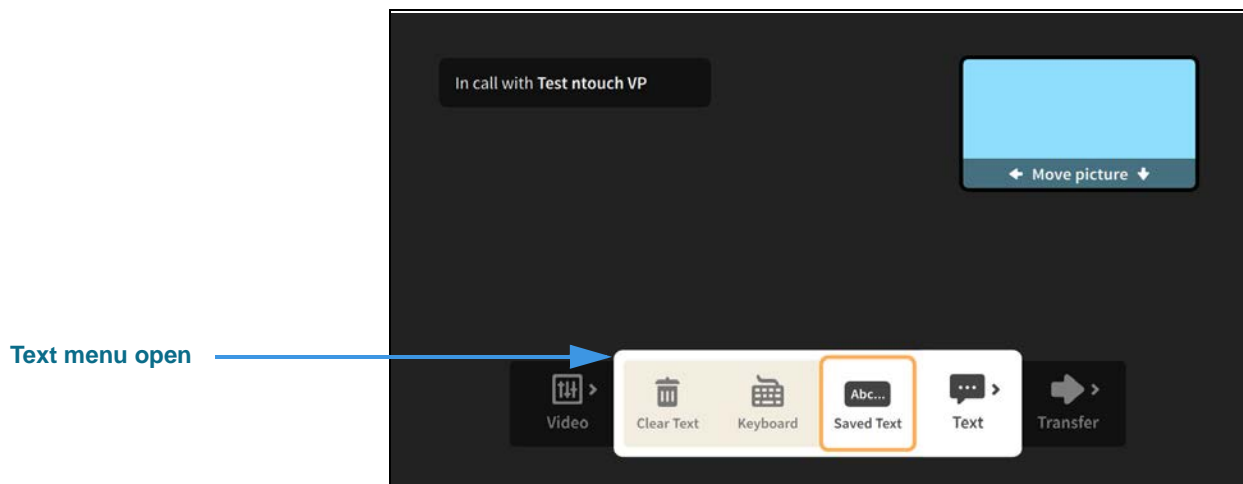 In call with Test ntouch VP
Move picture
Text menu open
Abc...
Video
Clear Text
Keyboard
Saved Text
Text
Transfer